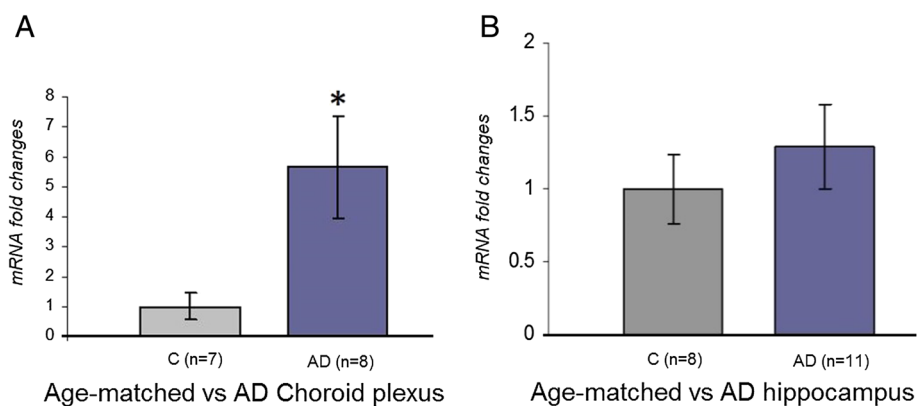 A
mRNA fold changes
8
7
6
5
4
3
2
1
0
*
C (n=7)
AD (n=8)
Age-matched vs AD Choroid plexus
B
mRNA fold changes
2
1.5
1
0.5
0
C (n=8)
AD (n=11)
Age-matched vs AD hippocampus